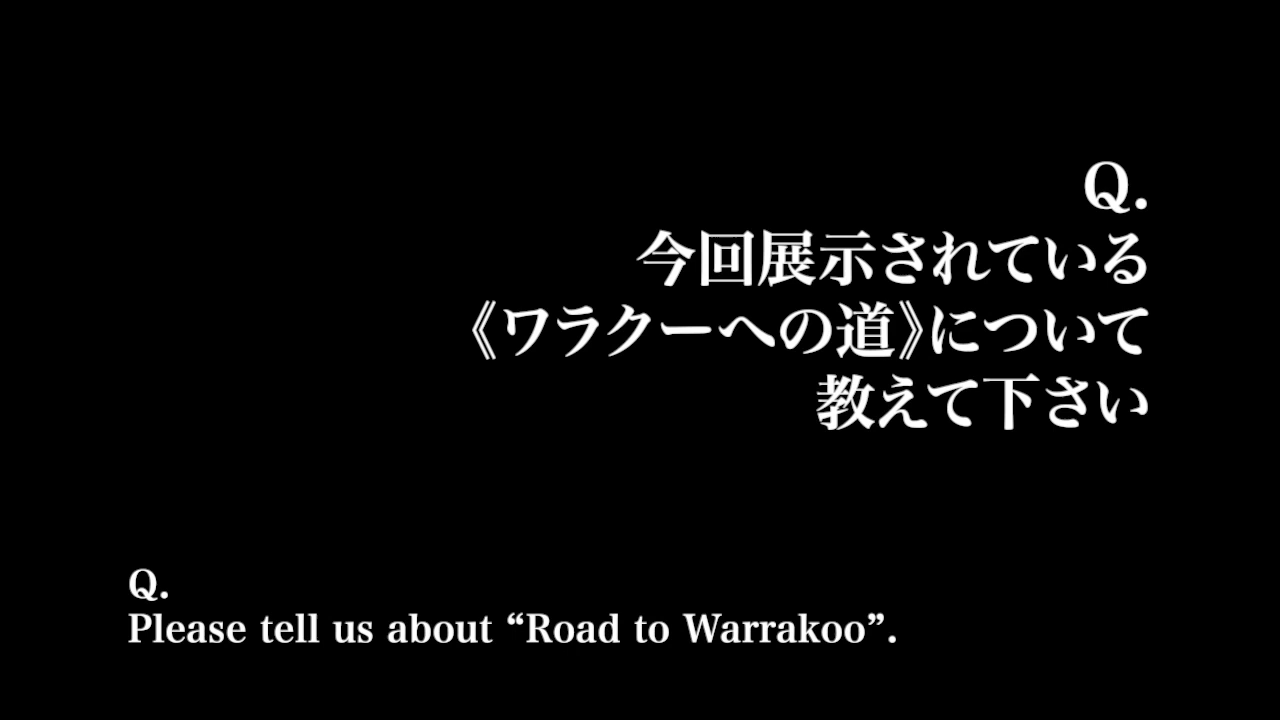 Q.
今回展示されている
《ワラクーへの道》について
教えて下さい
Q.
Please tell us about “Road to Warrakoo”.